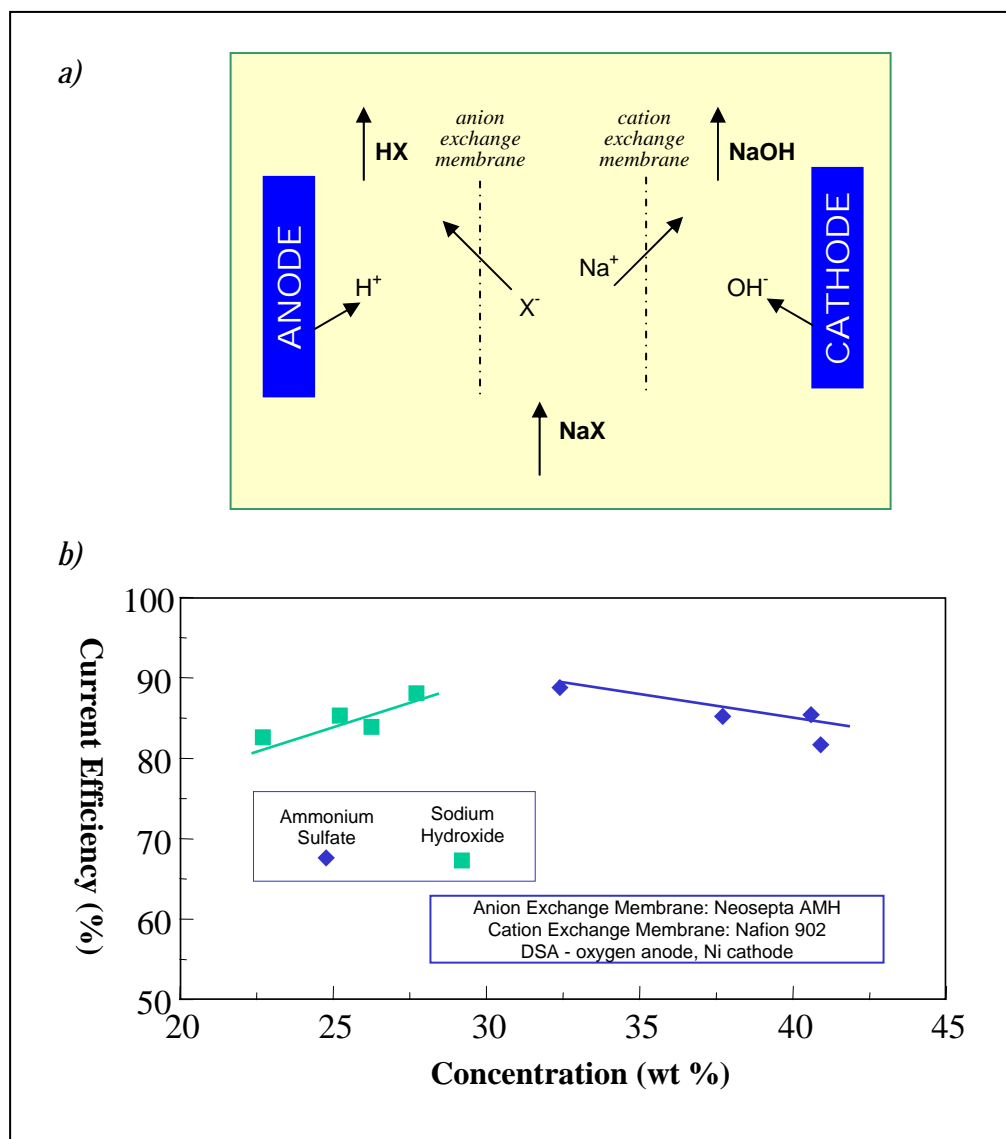 a)
anion
exchange
membrane
cation
exchange
membrane
HX
NaOH
ANODE
CATHODE
H⁺
X⁻
Na⁺
OH⁻
NaX
b)
100
90
80
70
60
50
Current Efficiency (%)
Ammonium
Sulfate
Sodium
Hydroxide
Anion Exchange Membrane: Neosepta AMH
Cation Exchange Membrane: Nafion 902
DSA - oxygen anode, Ni cathode
20 25 30 35 40 45
Concentration (wt %)